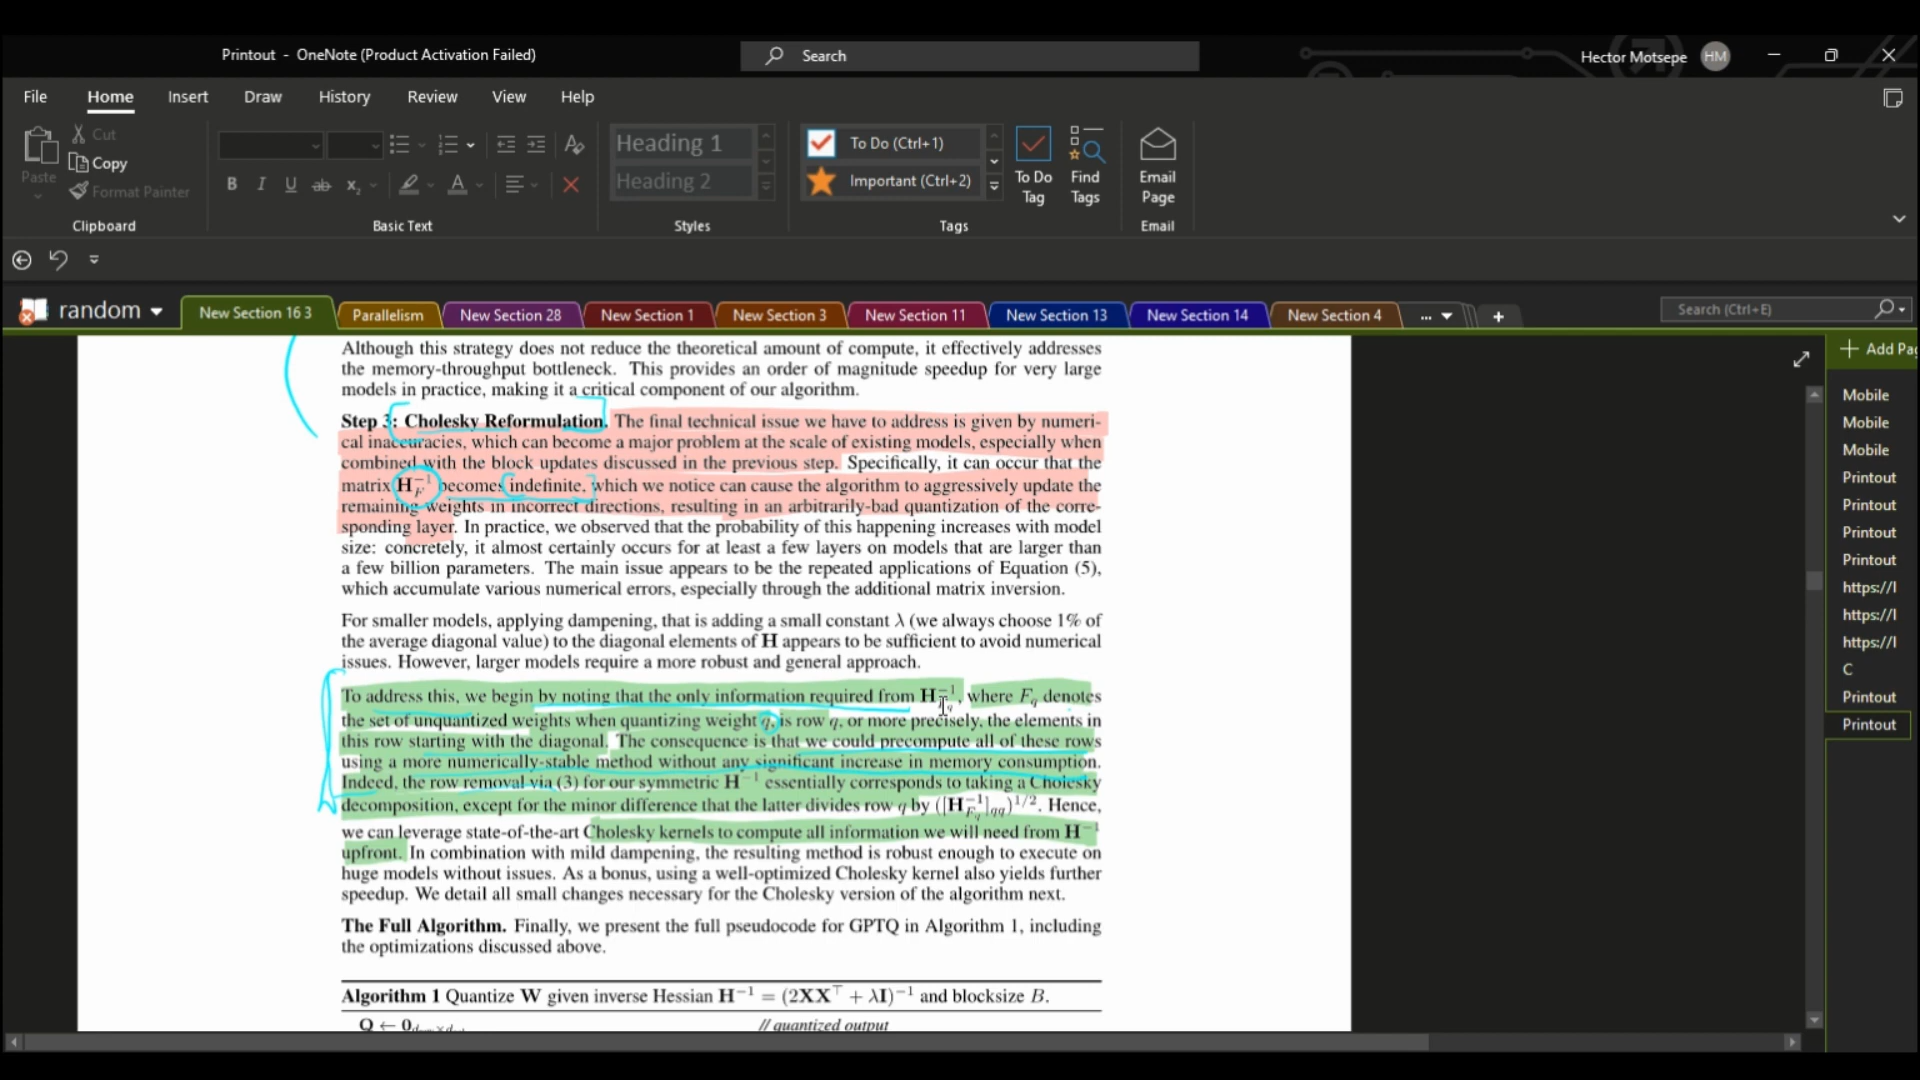 Printout - OneNote (Product Activation Failed)
Search
Hector Motsepe HM
File Home Insert Draw History Review View Help
Paste
Cut
Copy
Format Painter
Clipboard
B I U ab x
Basic Text
Heading 1
Heading 2
Styles
To Do (Ctrl+1)
Important (Ctrl+2)
To Do Tag
Find Tags
Tags
Email Page
Email
random
New Section 16 3 Parallelism New Section 28 New Section 1 New Section 3 New Section 11 New Section 13 New Section 14 New Section 4 ... +
Search (Ctrl+E)
Although this strategy does not reduce the theoretical amount of compute, it effectively addresses
the memory-throughput bottleneck. This provides an order of magnitude speedup for very large
models in practice, making it a critical component of our algorithm.
Step 3: Cholesky Reformulation. The final technical issue we have to address is given by numeri-
cal inaccuracies, which can become a major problem at the scale of existing models, especially when
combined with the block updates discussed in the previous step. Specifically, it can occur that the
matrix H_F^{-1} becomes indefinite, which we notice can cause the algorithm to aggressively update the
remaining weights in incorrect directions, resulting in an arbitrarily-bad quantization of the corre-
sponding layer. In practice, we observed that the probability of this happening increases with model
size: concretely, it almost certainly occurs for at least a few layers on models that are larger than
a few billion parameters. The main issue appears to be the repeated applications of Equation (5),
which accumulate various numerical errors, especially through the additional matrix inversion.
For smaller models, applying dampening, that is adding a small constant λ (we always choose 1% of
the average diagonal value) to the diagonal elements of H appears to be sufficient to avoid numerical
issues. However, larger models require a more robust and general approach.
To address this, we begin by noting that the only information required from H_{F_q}^{-1}, where F_q denotes
the set of unquantized weights when quantizing weight q, is row q, or more precisely, the elements in
this row starting with the diagonal. The consequence is that we could precompute all of these rows
using a more numerically-stable method without any significant increase in memory consumption.
Indeed, the row removal via (3) for our symmetric H^{-1} essentially corresponds to taking a Cholesky
decomposition, except for the minor difference that the latter divides row q by ([H_{F_q}^{-1}]_{qq})^{1/2}. Hence,
we can leverage state-of-the-art Cholesky kernels to compute all information we will need from H^{-1}
upfront. In combination with mild dampening, the resulting method is robust enough to execute on
huge models without issues. As a bonus, using a well-optimized Cholesky kernel also yields further
speedup. We detail all small changes necessary for the Cholesky version of the algorithm next.
The Full Algorithm. Finally, we present the full pseudocode for GPTQ in Algorithm 1, including
the optimizations discussed above.
Algorithm 1 Quantize W given inverse Hessian H^{-1} = (2XX^⊤ + λI)^{-1} and blocksize B.
Q ← 0 // quantized output
Add Pa
Mobile
Mobile
Mobile
Printout
Printout
Printout
Printout
https://l
https://l
https://l
C
Printout
Printout